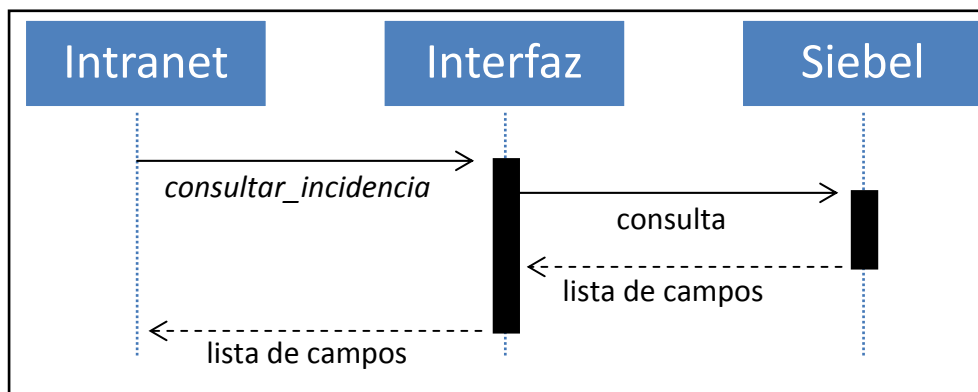 Intranet
Interfaz
Siebel
consultar_incidencia
consulta
lista de campos
lista de campos